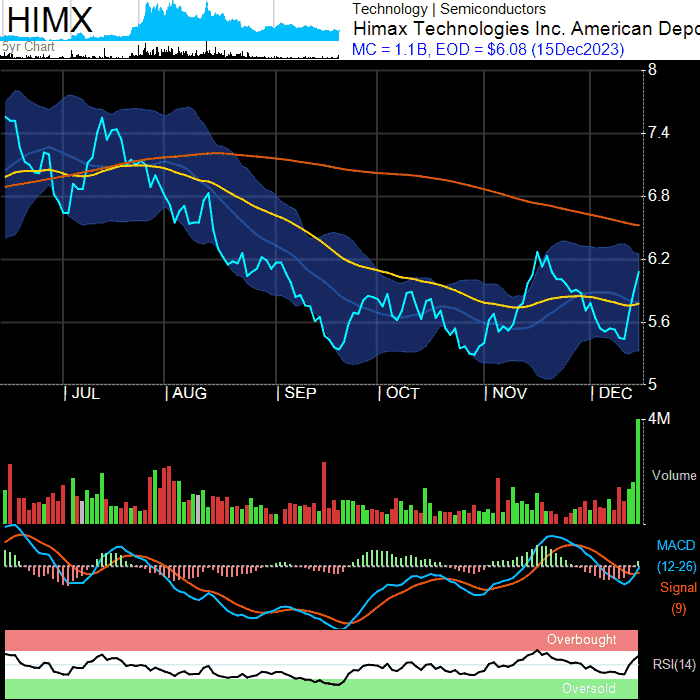 HIMX
5yr Chart
Technology | Semiconductors
Himax Technologies Inc. American Depo
MC = 1.1B, EOD = $6.08 (15Dec2023)
8
7.4
6.8
6.2
5.6
5
| JUL | AUG | SEP | OCT | NOV | DEC
4M
Volume
MACD
(12-26)
Signal
(9)
Overbought
RSI(14)
Oversold